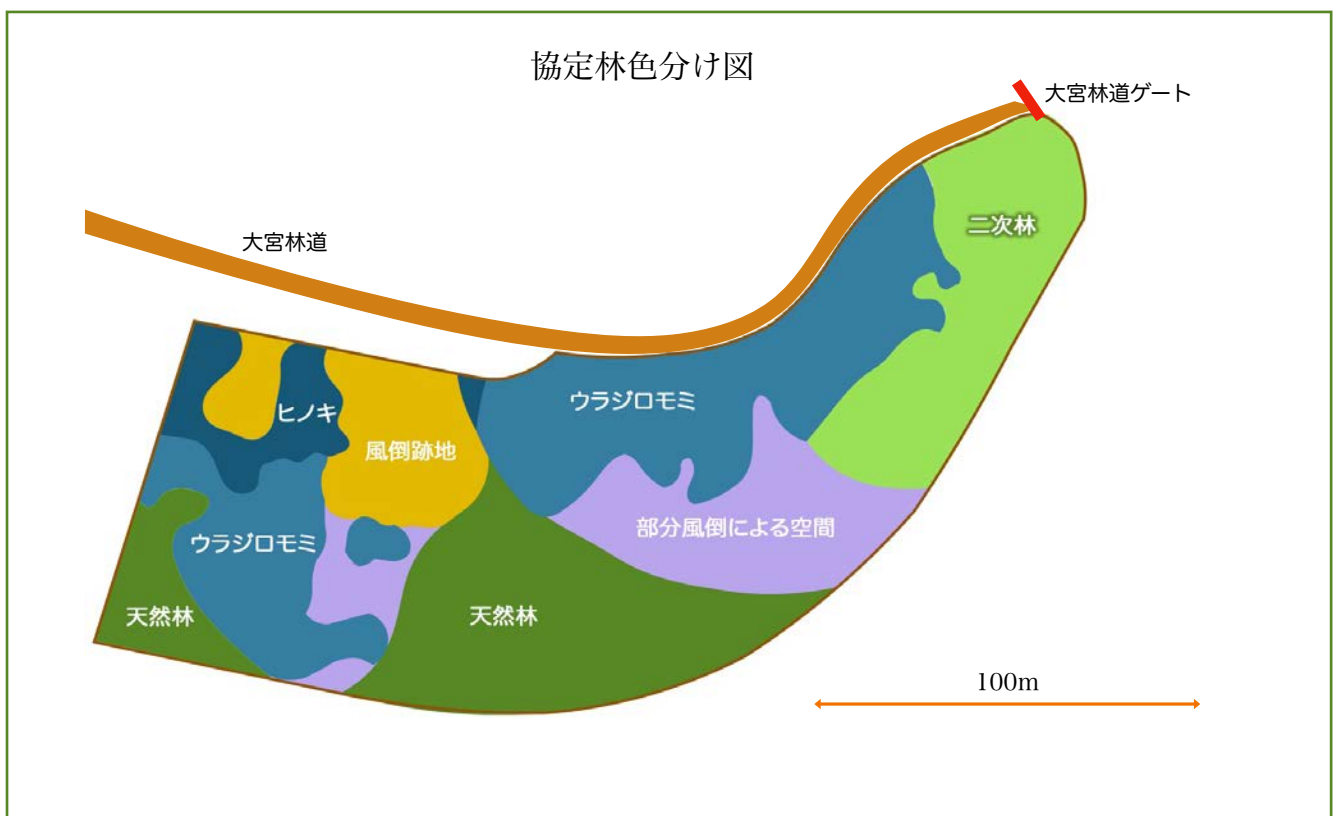 協定林色分け図
大宮林道ゲート
二次林
大宮林道
ウラジロモミ
ヒノキ
風倒跡地
部分風倒による空間
ウラジロモミ
天然林
天然林
100m